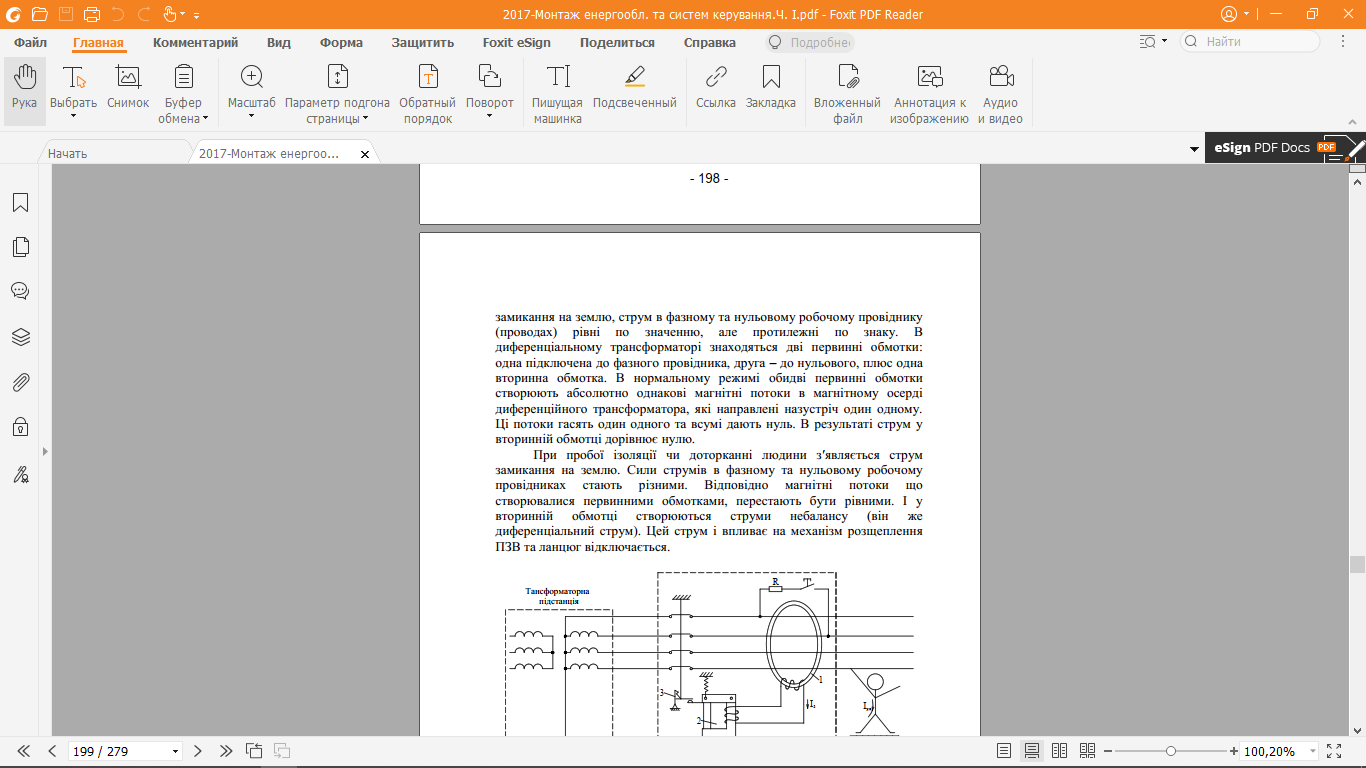 2017-Монтаж енергообл. та систем керування.Ч. I.pdf - Foxit PDF Reader
Файл Главная Комментарий Вид Форма Защитить Foxit eSign Поделиться Справка Подробнее Найти
Рука Выбрать Снимок Буфер обмена Масштаб Параметр подгона страницы Обратный порядок Поворот Пишущая машинка Подсвеченный Ссылка Закладка Вложенный файл Аннотация к изображению Аудио и видео
Начать 2017-Монтаж енергоо... eSign PDF Docs PDF
- 198 -
замикання на землю, струм в фазному та нульовому робочому провіднику
(проводах) рівні по значенню, але протилежні по знаку. В
диференціальному трансформаторі знаходяться дві первинні обмотки:
одна підключена до фазного провідника, друга – до нульового, плюс одна
вторинна обмотка. В нормальному режимі обидві первинні обмотки
створюють абсолютно однакові магнітні потоки в магнітному осерді
диференційного трансформатора, які направлені назустріч один одному.
Ці потоки гасять один одного та всумі дають нуль. В результаті струм у
вторинній обмотці дорівнює нулю.
При пробої ізоляції чи доторканні людини з'являється струм
замикання на землю. Сили струмів в фазному та нульовому робочому
провідниках стають різними. Відповідно магнітні потоки що
створювалися первинними обмотками, перестають бути рівними. І у
вторинній обмотці створюються струми небалансу (він же
диференціальний струм). Цей струм і впливає на механізм розщеплення
ПЗВ та ланцюг відключається.
Тансформаторна
підстанція
R
1
3
2
199 / 279
100,20%